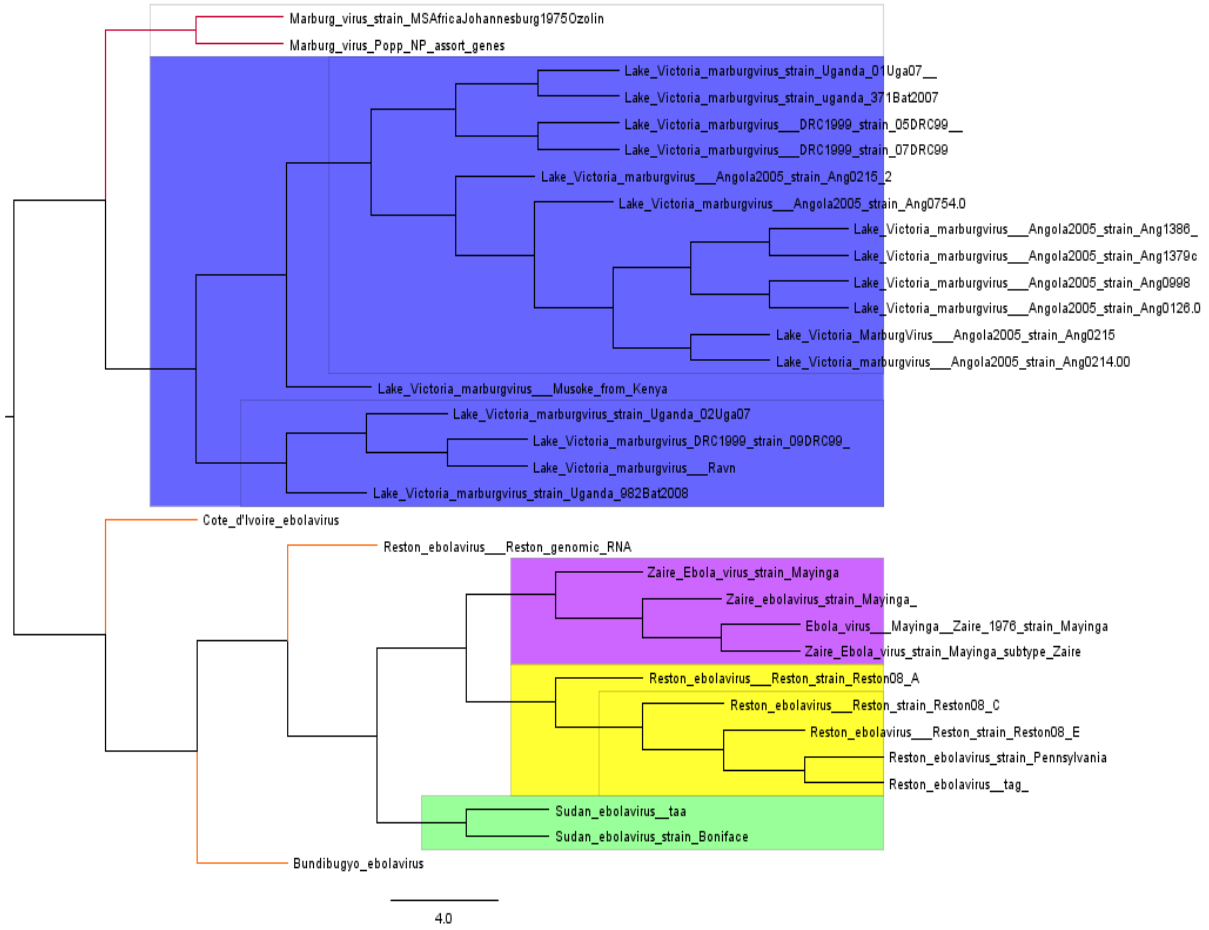 Marburg_virus_strain_MSAfricaJohannesburg1975Ozolin
Marburg_virus_Popp_NP_assort_genes
Lake_Victoria_marburgvirus_strain_Uganda_01Uga07__
Lake_Victoria_marburgvirus_strain_uganda_371Bat2007
Lake_Victoria_marburgvirus___DRC1999_strain_05DRC99__
Lake_Victoria_marburgvirus___DRC1999_strain_07DRC99
Lake_Victoria_marburgvirus___Angola2005_strain_Ang0215_2
Lake_Victoria_marburgvirus___Angola2005_strain_Ang0754.0
Lake_Victoria_marburgvirus___Angola2005_strain_Ang1386_
Lake_Victoria_marburgvirus___Angola2005_strain_Ang1379c
Lake_Victoria_marburgvirus___Angola2005_strain_Ang0998
Lake_Victoria_marburgvirus___Angola2005_strain_Ang0126.0
Lake_Victoria_MarburgVirus___Angola2005_strain_Ang0215
Lake_Victoria_marburgvirus___Angola2005_strain_Ang0214.00
Lake_Victoria_marburgvirus___Musoke_from_Kenya
Lake_Victoria_marburgvirus_strain_Uganda_02Uga07
Lake_Victoria_marburgvirus_DRC1999_strain_09DRC99_
Lake_Victoria_marburgvirus___Ravn
Lake_Victoria_marburgvirus_strain_Uganda_982Bat2008
Cote_d'Ivoire_ebolavirus
Reston_ebolavirus___Reston_genomic_RNA
Zaire_Ebola_virus_strain_Mayinga
Zaire_ebolavirus_strain_Mayinga_
Ebola_virus___Mayinga__Zaire_1976_strain_Mayinga
Zaire_Ebola_virus_strain_Mayinga_subtype_Zaire
Reston_ebolavirus___Reston_strain_Reston08_A
Reston_ebolavirus___Reston_strain_Reston08_C
Reston_ebolavirus___Reston_strain_Reston08_E
Reston_ebolavirus_strain_Pennsylvania
Reston_ebolavirus__tag_
Sudan_ebolavirus__taa
Sudan_ebolavirus_strain_Boniface
Bundibugyo_ebolavirus
4.0